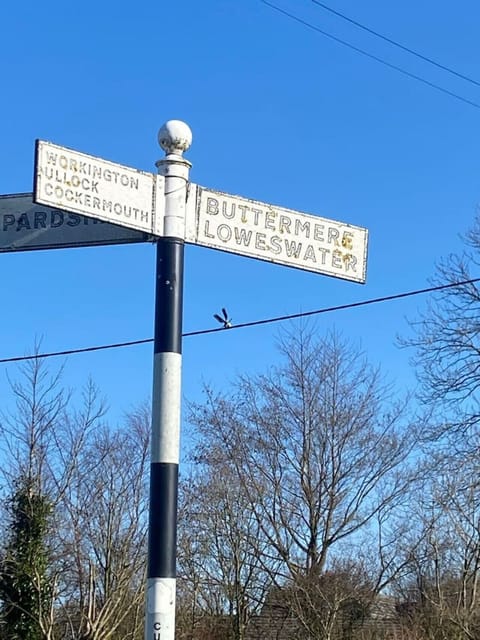 WORKINGTON
ULLOCK
COCKERMOUTH
BUTTERMERE
LOWESWATER